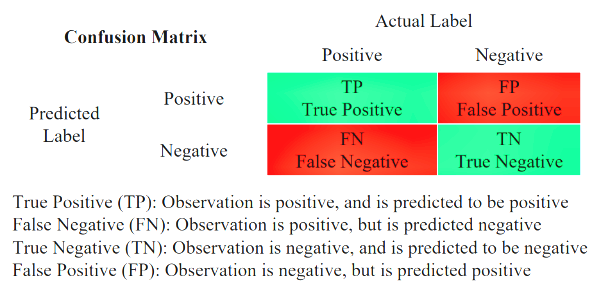 Actual Label
Confusion Matrix
Positive Negative
TP FP
Positive
True Positive False Positive
Predicted
Label
FN TN
Negative
False Negative True Negative
True Positive (TP): Observation is positive, and is predicted to be positive
False Negative (FN): Observation is positive, but is predicted negative
True Negative (TN): Observation is negative, and is predicted to be negative
False Positive (FP): Observation is negative, but is predicted positive